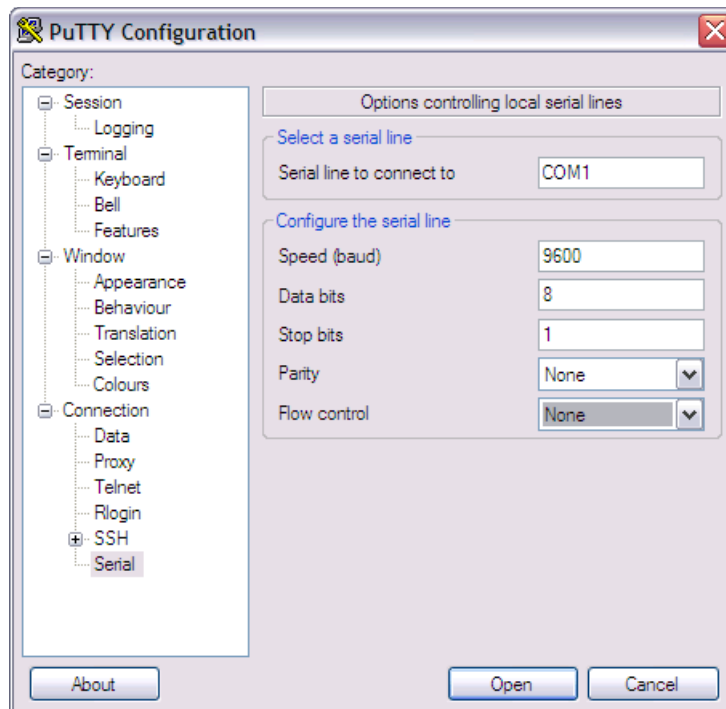 PuTTY Configuration
Category:
Session
Logging
Terminal
Keyboard
Bell
Features
Window
Appearance
Behaviour
Translation
Selection
Colours
Connection
Data
Proxy
Telnet
Rlogin
SSH
Serial
Options controlling local serial lines
Select a serial line
Serial line to connect to COM1
Configure the serial line
Speed (baud) 9600
Data bits 8
Stop bits 1
Parity None
Flow control None
About Open Cancel